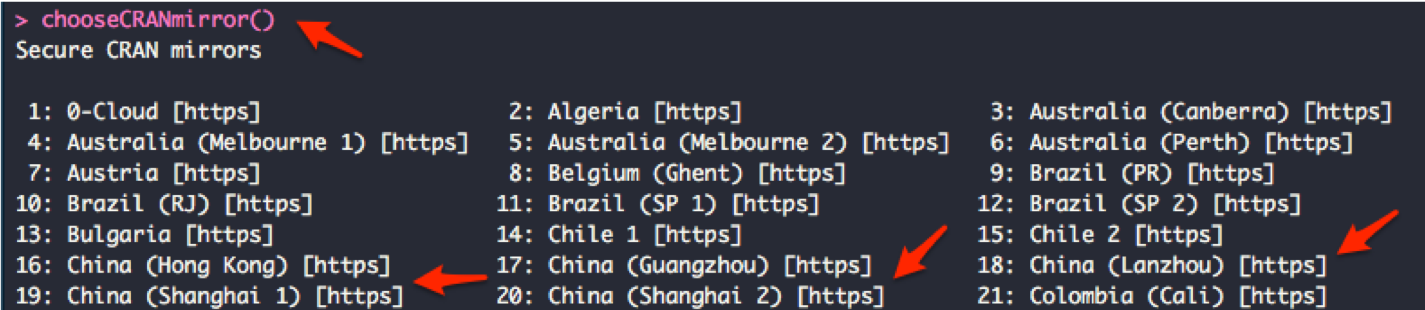 > chooseCRANmirror()
Secure CRAN mirrors
1: 0-Cloud [https] 2: Algeria [https] 3: Australia (Canberra) [https]
4: Australia (Melbourne 1) [https] 5: Australia (Melbourne 2) [https] 6: Australia (Perth) [https]
7: Austria [https] 8: Belgium (Ghent) [https] 9: Brazil (PR) [https]
10: Brazil (RJ) [https] 11: Brazil (SP 1) [https] 12: Brazil (SP 2) [https]
13: Bulgaria [https] 14: Chile 1 [https] 15: Chile 2 [https]
16: China (Hong Kong) [https] 17: China (Guangzhou) [https] 18: China (Lanzhou) [https]
19: China (Shanghai 1) [https] 20: China (Shanghai 2) [https] 21: Colombia (Cali) [https]